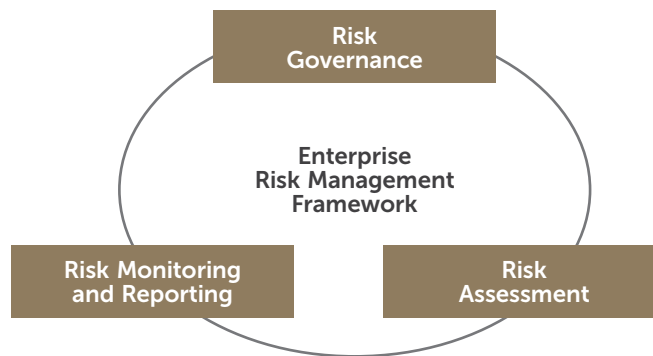 Risk
Governance
Enterprise
Risk Management
Framework
Risk Monitoring
and Reporting
Risk
Assessment